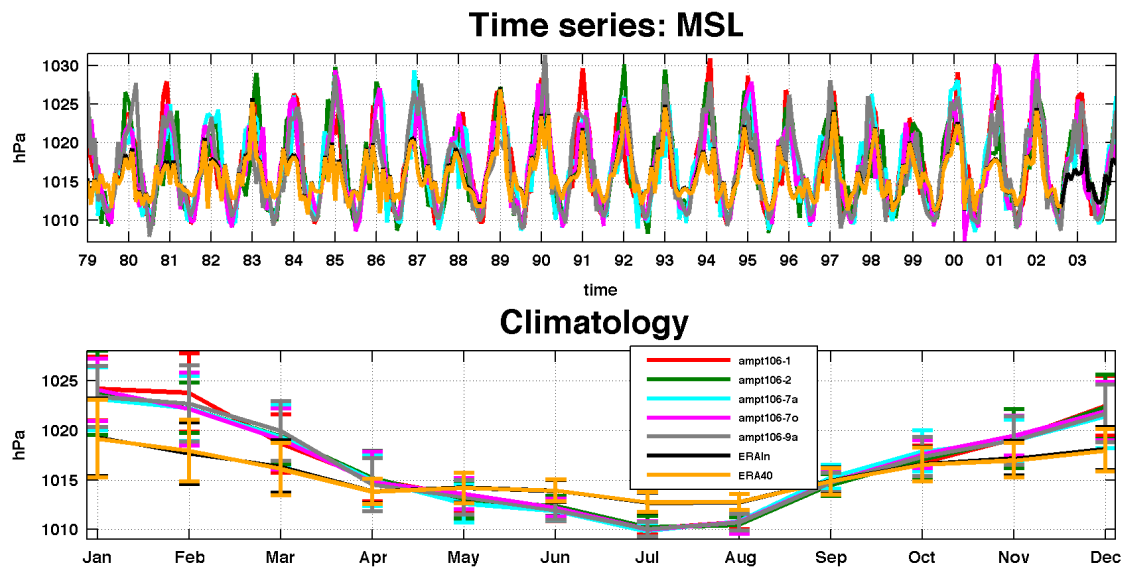 Time series: MSL
1030
1025
1020
1015
1010
hPa
79 80 81 82 83 84 85 86 87 88 89 90 91 92 93 94 95 96 97 98 99 00 01 02 03
time
Climatology
1025
1020
1015
1010
hPa
ampt106-1
ampt106-2
ampt106-7a
ampt106-7o
ampt106-9a
ERAIn
ERA40
Jan Feb Mar Apr May Jun Jul Aug Sep Oct Nov Dec